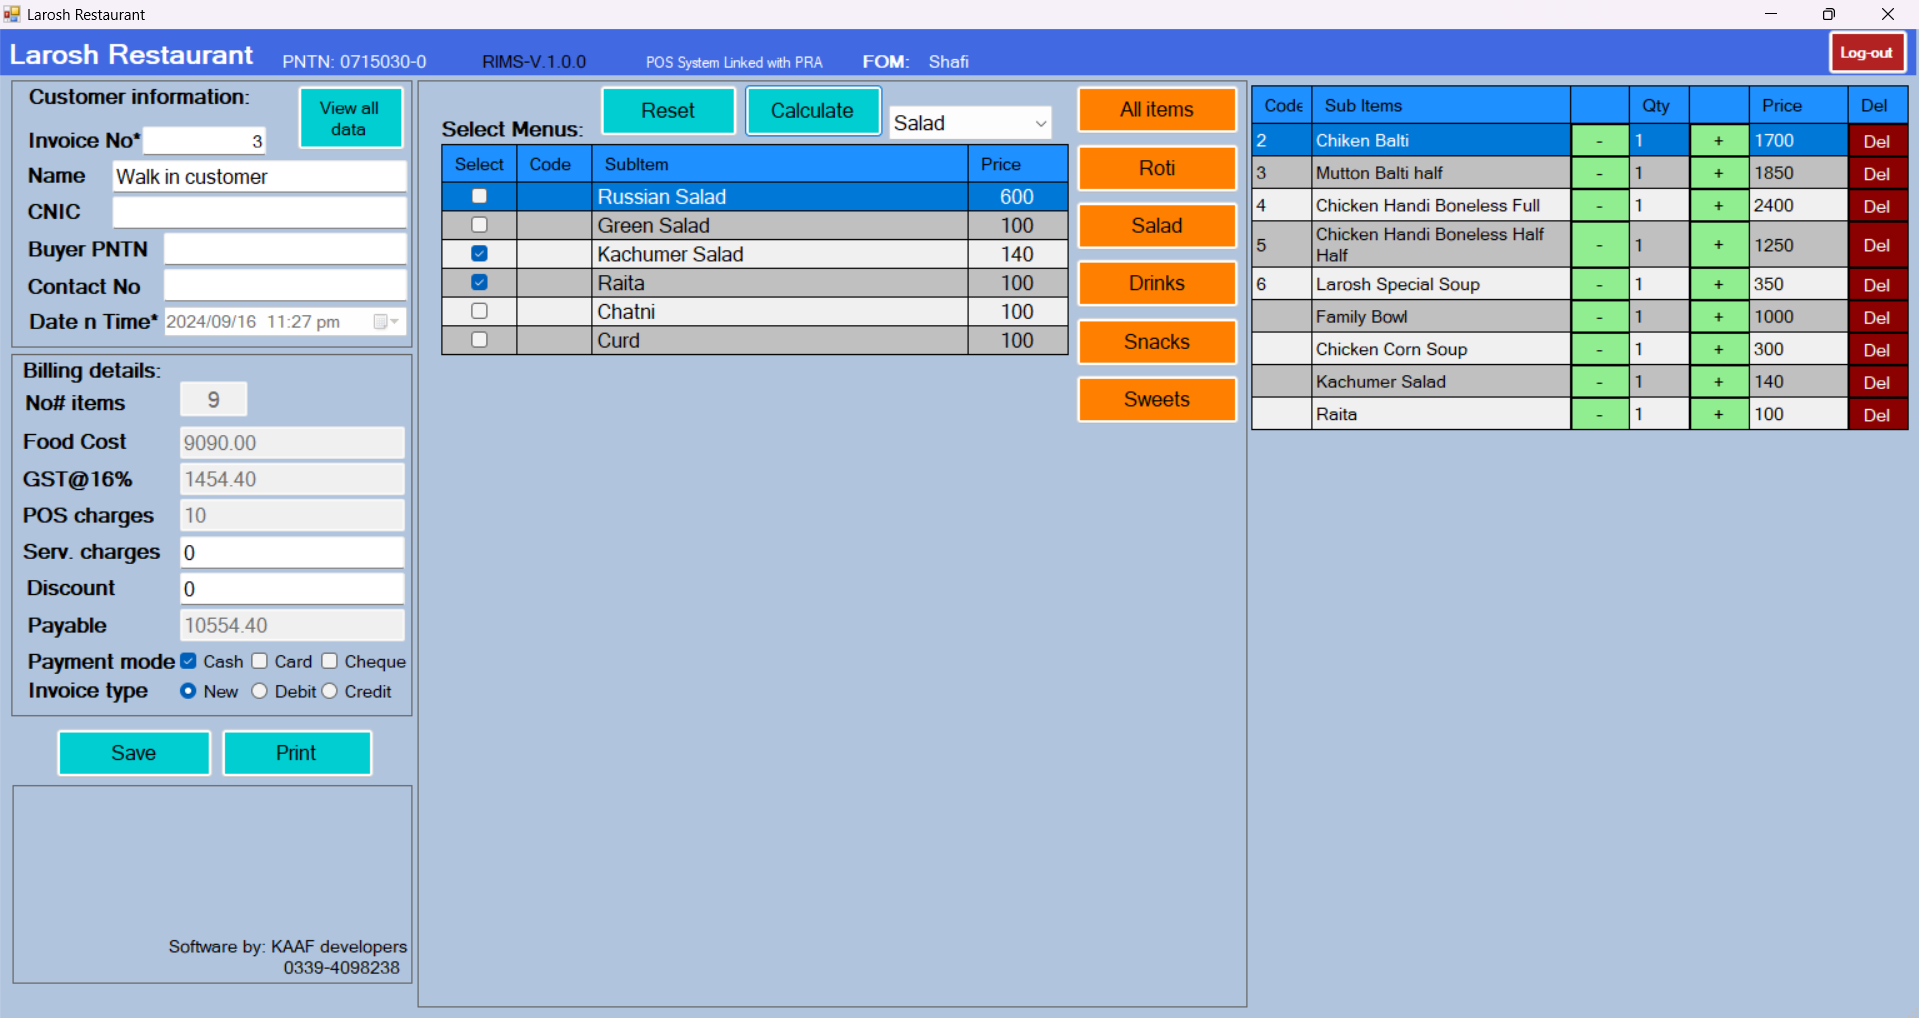 Larosh Restaurant
Larosh Restaurant PNTN: 0715030-0 RIMS-V.1.0.0 POS System Linked with PRA FOM: Shafi Log-out
Customer information:
View all data
Invoice No* 3
Name Walk in customer
CNIC
Buyer PNTN
Contact No
Date n Time* 2024/09/16 11:27 pm
Billing details:
No# items 9
Food Cost 9090.00
GST@16% 1454.40
POS charges 10
Serv. charges 0
Discount 0
Payable 10554.40
Payment mode Cash Card Cheque
Invoice type New Debit Credit
Save Print
Software by: KAAF developers
0339-4098238
Select Menus: Reset Calculate Salad
Select Code SubItem Price
Russian Salad 600
Green Salad 100
Kachumer Salad 140
Raita 100
Chatni 100
Curd 100
All items
Roti
Salad
Drinks
Snacks
Sweets
Code Sub Items Qty Price Del
2 Chiken Balti - 1 + 1700 Del
3 Mutton Balti half - 1 + 1850 Del
4 Chicken Handi Boneless Full - 1 + 2400 Del
5 Chicken Handi Boneless Half - 1 + 1250 Del
Half
6 Larosh Special Soup - 1 + 350 Del
Family Bowl - 1 + 1000 Del
Chicken Corn Soup - 1 + 300 Del
Kachumer Salad - 1 + 140 Del
Raita - 1 + 100 Del